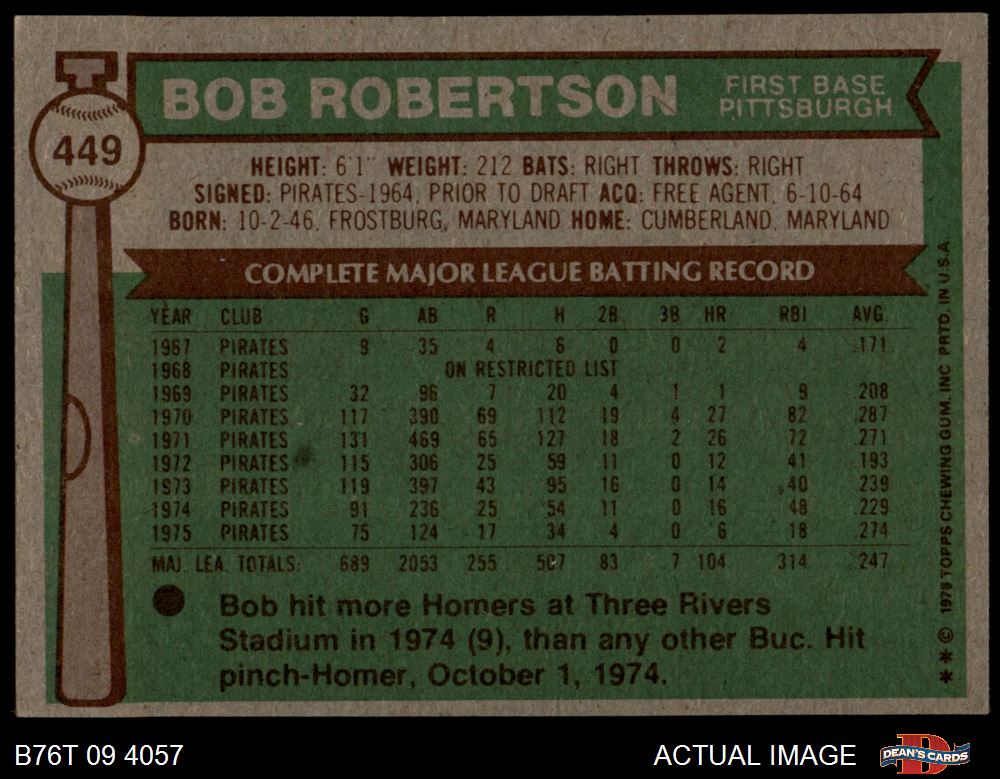 BOB ROBERTSON
FIRST BASE
PITTSBURGH
449
HEIGHT: 6'1" WEIGHT: 212 BATS: RIGHT THROWS: RIGHT
SIGNED: PIRATES-1964, PRIOR TO DRAFT ACQ: FREE AGENT, 6-10-64
BORN: 10-2-46, FROSTBURG, MARYLAND HOME: CUMBERLAND, MARYLAND
COMPLETE MAJOR LEAGUE BATTING RECORD
YEAR CLUB G AB R H 2B 3B HR RBI AVG.
1967 PIRATES 9 35 4 6 0 0 2 4 .171
1968 PIRATES ON RESTRICTED LIST
1969 PIRATES 32 96 7 20 4 1 1 9 .208
1970 PIRATES 117 390 69 112 19 4 27 82 .287
1971 PIRATES 131 469 65 127 18 2 26 72 .271
1972 PIRATES 115 306 25 59 11 0 12 41 .193
1973 PIRATES 119 397 43 95 16 0 14 40 .239
1974 PIRATES 91 236 25 54 11 0 16 48 .229
1975 PIRATES 75 124 17 34 4 0 6 18 .274
MAJ. LEA. TOTALS: 689 2053 255 507 83 7 104 314 .247
Bob hit more Homers at Three Rivers
Stadium in 1974 (9), than any other Buc. Hit
pinch-Homer, October 1, 1974.
** © 1976 TOPPS CHEWING GUM, INC PRTD. IN U.S.A.
B76T 09 4057
ACTUAL IMAGE
DEAN'S CARDS